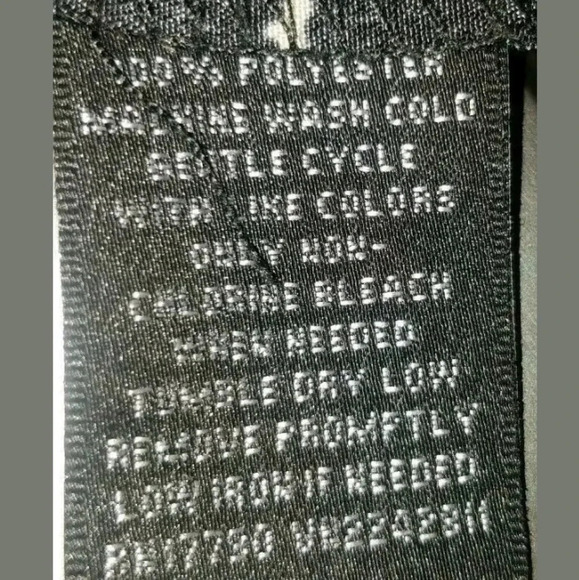 100% POLYESTER
MACHINE WASH COLD
GENTLE CYCLE
WITH LIKE COLORS
ONLY NON-
CHLORINE BLEACH
WHEN NEEDED
TUMBLE DRY LOW
REMOVE PROMPTLY
LOW IRON IF NEEDED